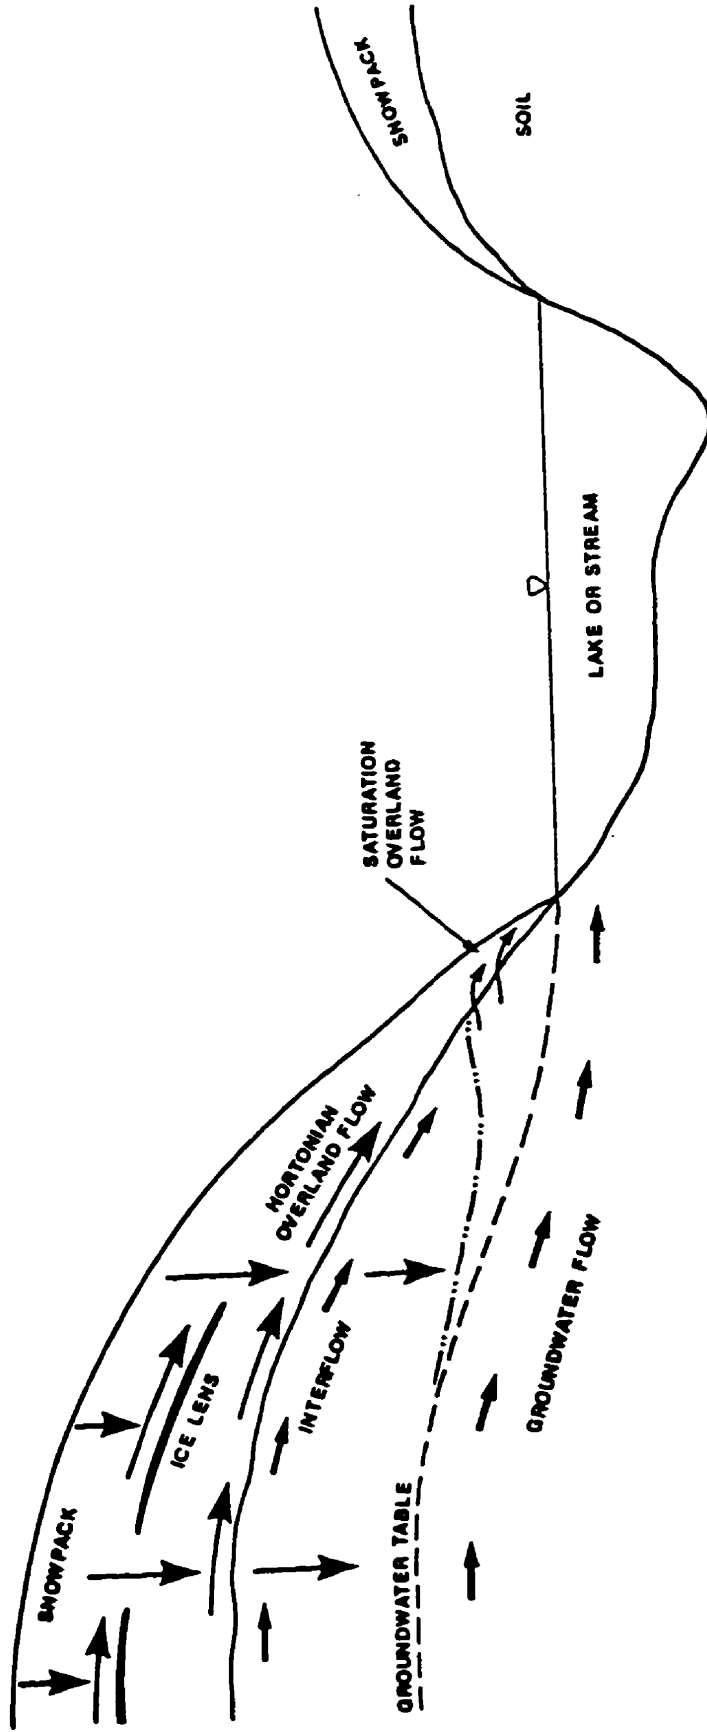 SNOWPACK
ICE LENS
HORTONIAN
OVERLAND FLOW
INTERFLOW
GROUNDWATER TABLE
GROUNDWATER FLOW
SATURATION
OVERLAND
FLOW
LAKE OR STREAM
SNOWPACK
SOIL